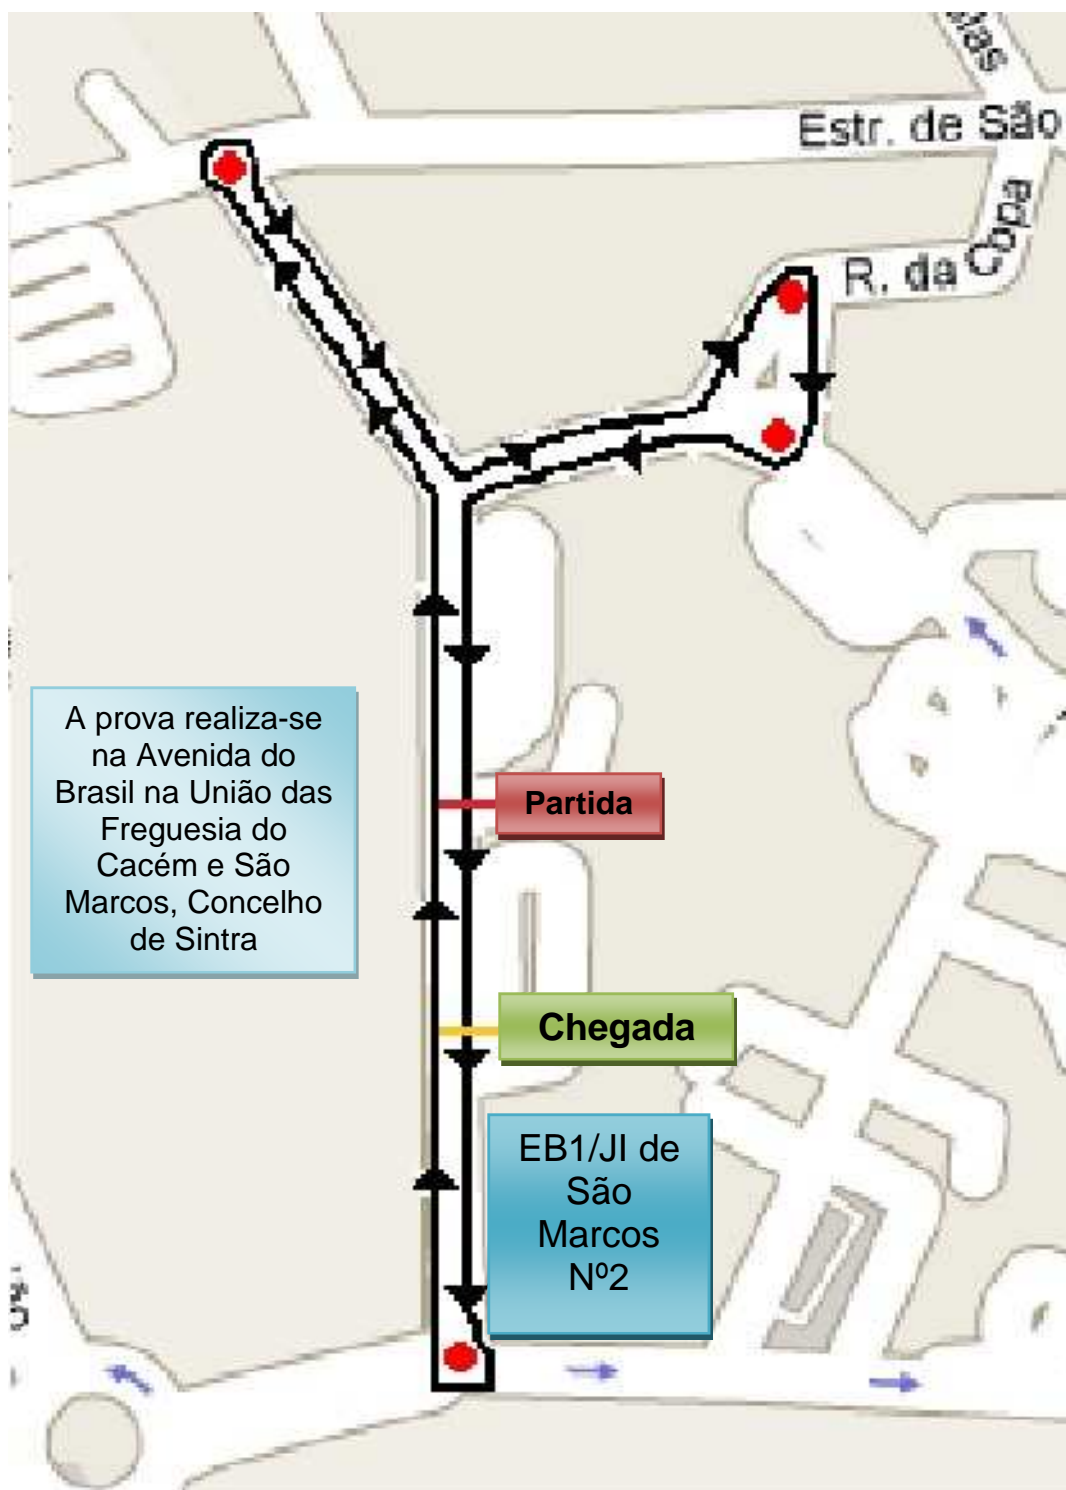 Estr. de São
R. da Copa
A prova realiza-se
na Avenida do
Brasil na União das
Freguesia do
Cacém e São
Marcos, Concelho
de Sintra
Partida
Chegada
EB1/JI de
São
Marcos
Nº2